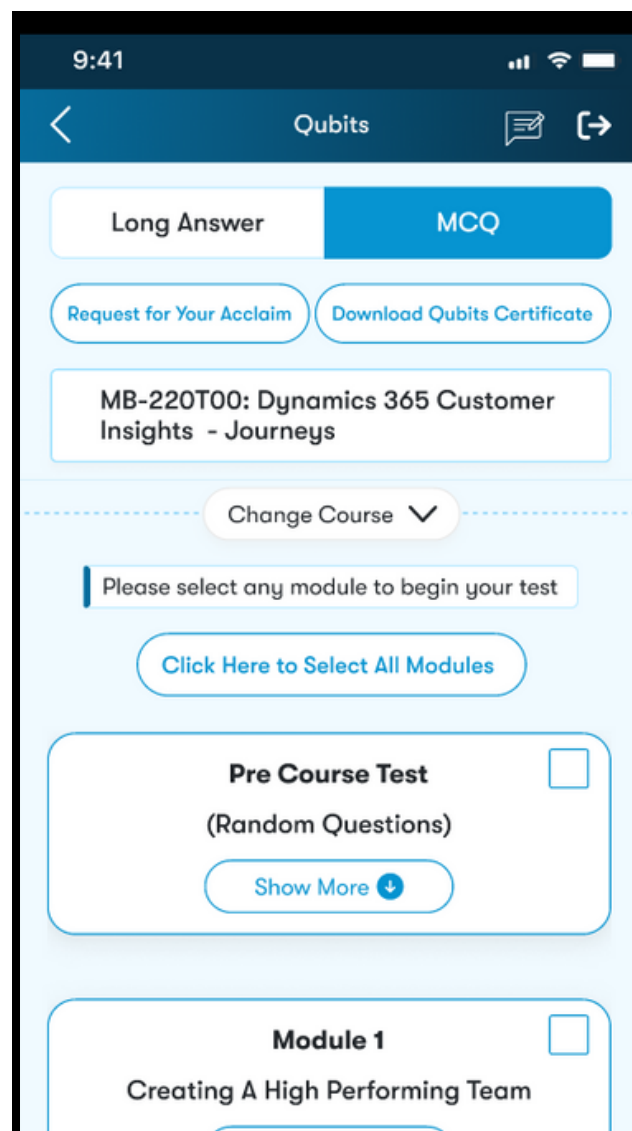 9:41
Qubits
Long Answer
MCQ
Request for Your Acclaim
Download Qubits Certificate
MB-220T00: Dynamics 365 Customer
Insights - Journeys
Change Course
Please select any module to begin your test
Click Here to Select All Modules
Pre Course Test
(Random Questions)
Show More
Module 1
Creating A High Performing Team